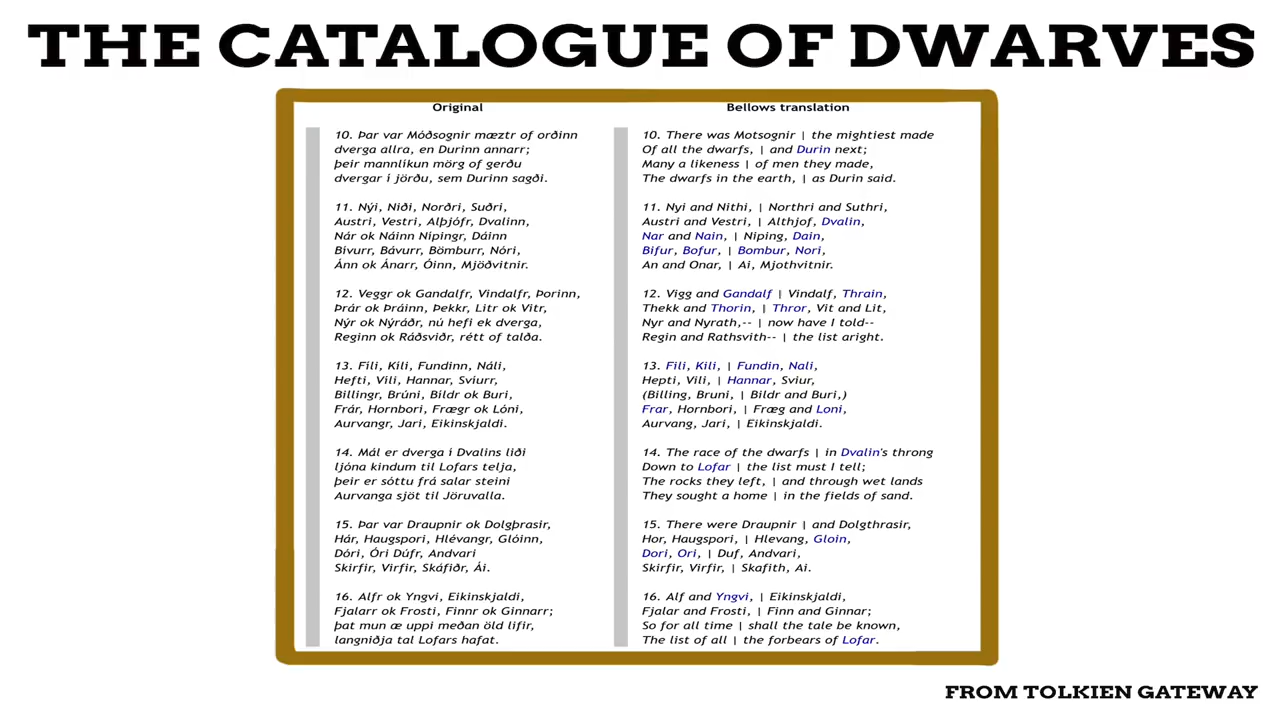 THE CATALOGUE OF DWARVES
Original
10. Þar var Móðsognir mæztr of orðinn
dverga allra, en Durinn annarr;
þeir mannlíkun mörg of gerðu
dvergar í jörðu, sem Durinn sagði.
11. Nýi, Niði, Norðri, Suðri,
Austri, Vestri, Alþjófr, Dvalinn,
Nár ok Náinn Nípingr, Dáinn
Bívurr, Bávurr, Bömburr, Nóri,
Ánn ok Ánarr, Óinn, Mjöðvitnir.
12. Veggr ok Gandalfr, Vindalfr, Þorinn,
Þrár ok Þráinn, Þekkr, Litr ok Vitr,
Nýr ok Nýráðr, nú hefi ek dverga,
Reginn ok Ráðsviðr, rétt of talða.
13. Fíli, Kíli, Fundinn, Náli,
Hefti, Víli, Hannar, Svíurr,
Billingr, Brúni, Bíldr ok Buri,
Frár, Hornbori, Frægr ok Lóni,
Aurvangr, Jari, Eikinskjaldi.
14. Mál er dverga í Dvalins liði
ljóna kindum til Lofars telja,
þeir er sóttu frá salar steini
Aurvanga sjöt til Jöruvalla.
15. Þar var Draupnir ok Dolgþrasir,
Hár, Haugspori, Hlévangr, Glóinn,
Dóri, Óri Dúfr, Andvari
Skirfir, Virfir, Skáfiðr, Ái.
16. Alfr ok Yngvi, Eikinskjaldi,
Fjalarr ok Frosti, Finnr ok Ginnarr;
þat mun æ uppi meðan öld lifir,
langniðja tal Lofars hafat.
Bellows translation
10. There was Motsognir | the mightiest made
Of all the dwarfs, | and Durin next;
Many a likeness | of men they made,
The dwarfs in the earth, | as Durin said.
11. Nyi and Nithi, | Northri and Suthri,
Austri and Vestri, | Althjof, Dvalin,
Nar and Nain, | Niping, Dain,
Bifur, Bofur, | Bombur, Nori,
An and Onar, | Ai, Mjothvitnir.
12. Vigg and Gandalf | Vindalf, Thrain,
Thekk and Thorin, | Thror, Vit and Lit,
Nyr and Nyrath,-- | now have I told--
Regin and Rathsvith-- | the list aright.
13. Fili, Kili, | Fundin, Nali,
Hepti, Vili, | Hannar, Sviur,
(Billing, Bruni, | Bildr and Buri,)
Frar, Hornbori, | Fræg and Loni,
Aurvang, Jari, | Eikinskjaldi.
14. The race of the dwarfs | in Dvalin's throng
Down to Lofar | the list must I tell;
The rocks they left, | and through wet lands
They sought a home | in the fields of sand.
15. There were Draupnir | and Dolgthrasir,
Hor, Haugspori, | Hlevang, Gloin,
Dori, Ori, | Duf, Andvari,
Skirfir, Virfir, | Skafith, Ai.
16. Alf and Yngvi, | Eikinskjaldi,
Fjalar and Frosti, | Finn and Ginnar;
So for all time | shall the tale be known,
The list of all | the forbears of Lofar.
FROM TOLKIEN GATEWAY